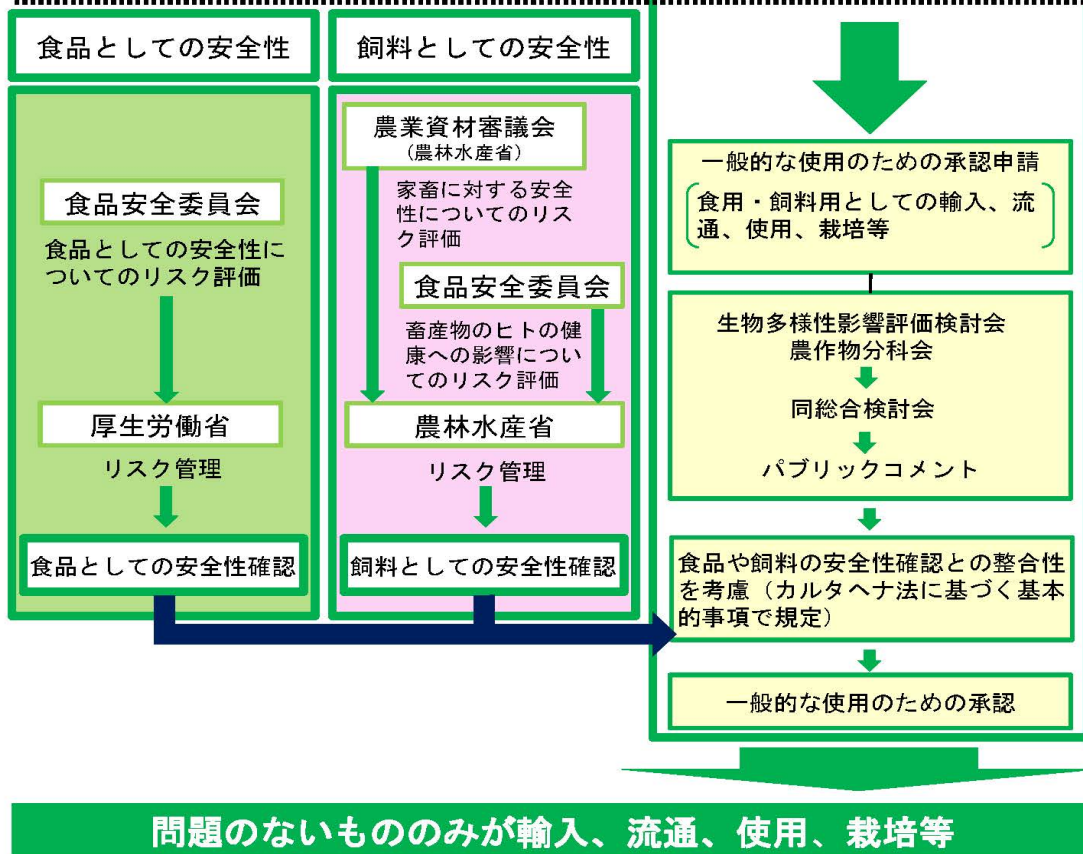 食品としての安全性
食品安全委員会
食品としての安全性に
ついてのリスク評価
厚生労働省
リスク管理
食品としての安全性確認
飼料としての安全性
農業資材審議会
(農林水産省)
家畜に対する安全
性についてのリス
ク評価
食品安全委員会
畜産物のヒトの健
康への影響につい
てのリスク評価
農林水産省
リスク管理
飼料としての安全性確認
一般的な使用のための承認申請
食用・飼料用としての輸入、流
通、使用、栽培等
生物多様性影響評価検討会
農作物分科会
同総合検討会
パブリックコメント
食品や飼料の安全性確認との整合性
を考慮（カルタヘナ法に基づく基本
的事項で規定）
一般的な使用のための承認
問題のないもののみが輸入、流通、使用、栽培等